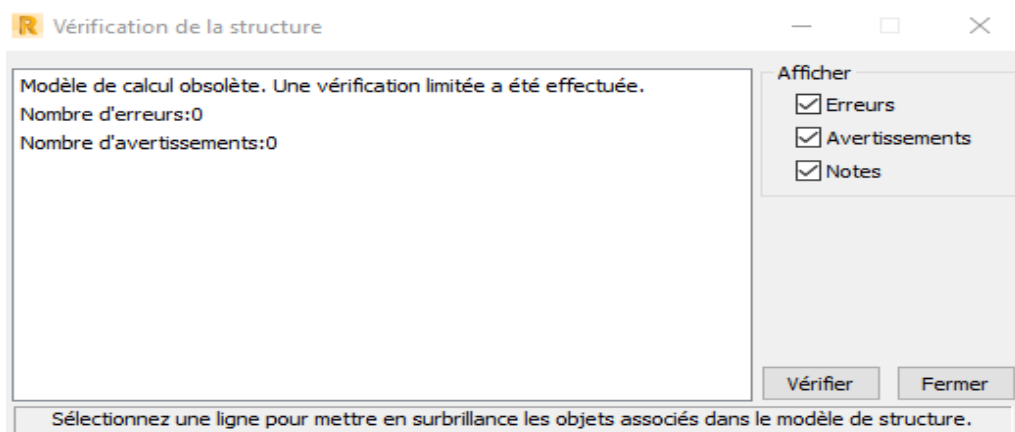 R Vérification de la structure
Modèle de calcul obsolète. Une vérification limitée a été effectuée.
Nombre d'erreurs:0
Nombre d'avertissements:0
Afficher
Erreurs
Avertissements
Notes
Vérifier
Fermer
Sélectionnez une ligne pour mettre en surbrillance les objets associés dans le modèle de structure.